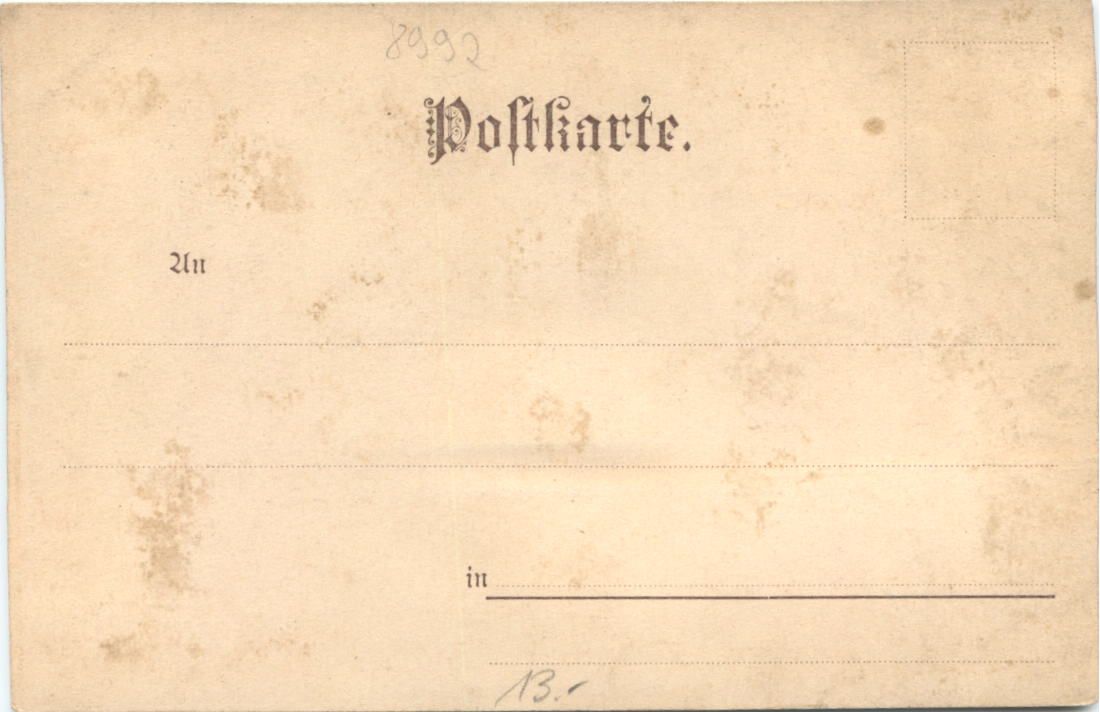 8992
Poſtkarte.
An
in
13.-